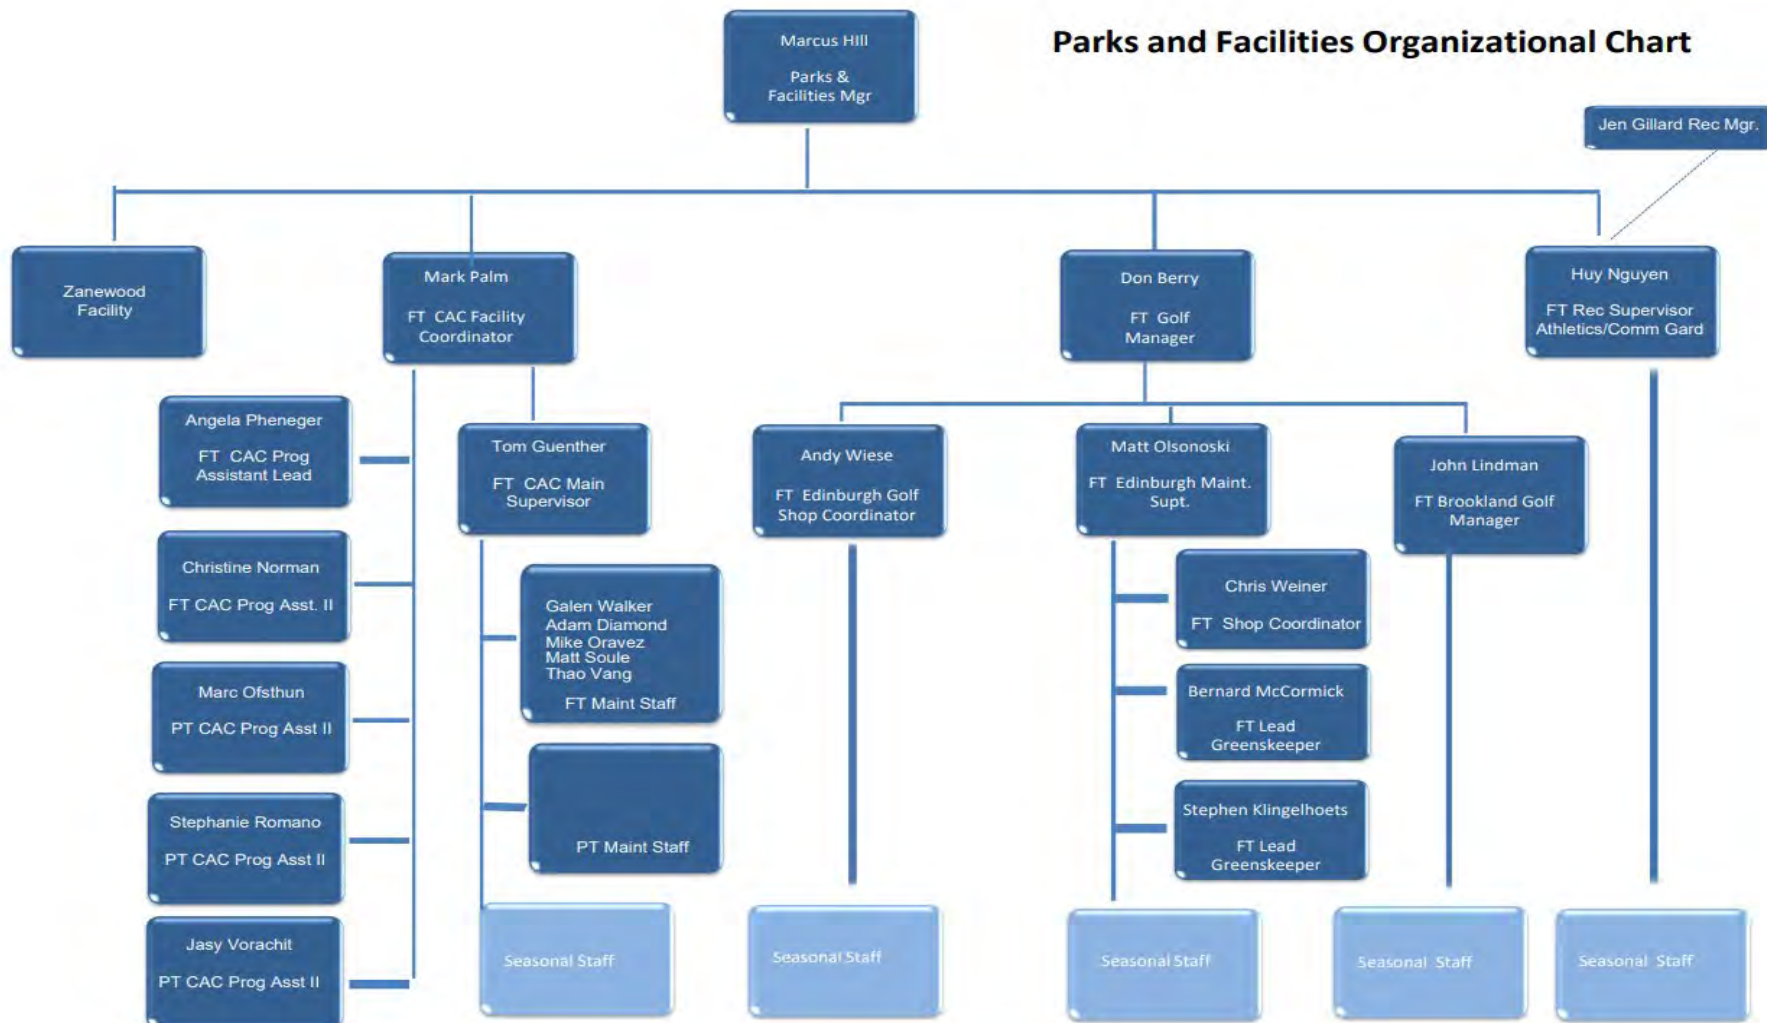 Marcus HIll
Parks &
Facilities Mgr
Parks and Facilities Organizational Chart
Jen Gillard Rec Mgr.
Zanewood
Facility
Mark Palm
FT CAC Facility
Coordinator
Don Berry
FT Golf
Manager
Huy Nguyen
FT Rec Supervisor
Athletics/Comm Gard
Angela Pheneger
FT CAC Prog
Assistant Lead
Christine Norman
FT CAC Prog Asst. II
Marc Ofsthun
PT CAC Prog Asst II
Stephanie Romano
PT CAC Prog Asst II
Jasy Vorachit
PT CAC Prog Asst II
Tom Guenther
FT CAC Main
Supervisor
Galen Walker
Adam Diamond
Mike Oravez
Matt Soule
Thao Vang
FT Maint Staff
PT Maint Staff
Seasonal Staff
Andy Wiese
FT Edinburgh Golf
Shop Coordinator
Seasonal Staff
Matt Olsonoski
FT Edinburgh Maint.
Supt.
Chris Weiner
FT Shop Coordinator
Bernard McCormick
FT Lead
Greenskeeper
Stephen Klingelhoets
FT Lead
Greenskeeper
Seasonal Staff
John Lindman
FT Brookland Golf
Manager
Seasonal Staff
Seasonal Staff